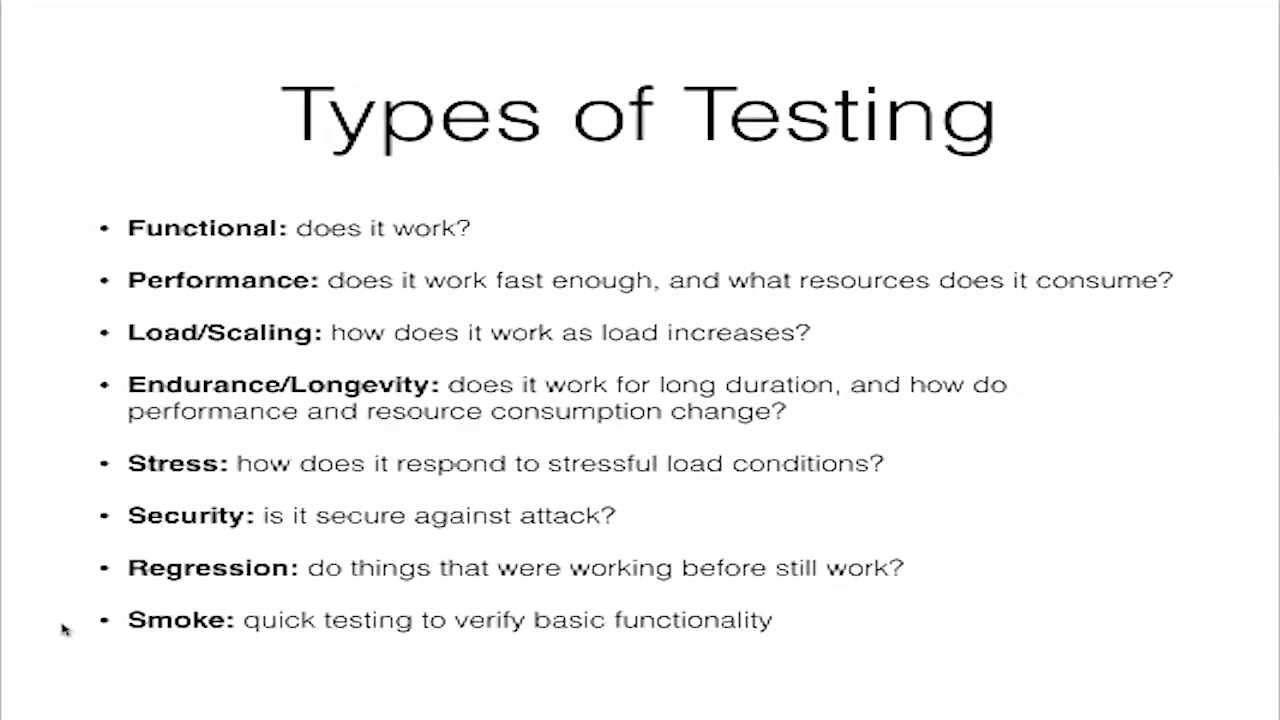 Types of Testing
• Functional: does it work?
• Performance: does it work fast enough, and what resources does it consume?
• Load/Scaling: how does it work as load increases?
• Endurance/Longevity: does it work for long duration, and how do
performance and resource consumption change?
• Stress: how does it respond to stressful load conditions?
• Security: is it secure against attack?
• Regression: do things that were working before still work?
• Smoke: quick testing to verify basic functionality